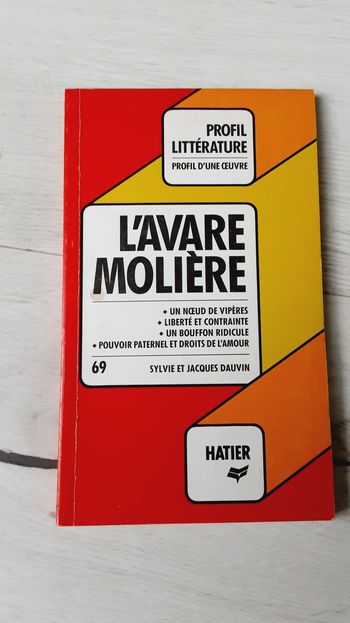 PROFIL
LITTÉRATURE
PROFIL D'UNE ŒUVRE
L'AVARE
MOLIÈRE
♦ UN NŒUD DE VIPÈRES
♦ LIBERTÉ ET CONTRAINTE
♦ UN BOUFFON RIDICULE
♦ POUVOIR PATERNEL ET DROITS DE L'AMOUR
69 SYLVIE ET JACQUES DAUVIN
HATIER